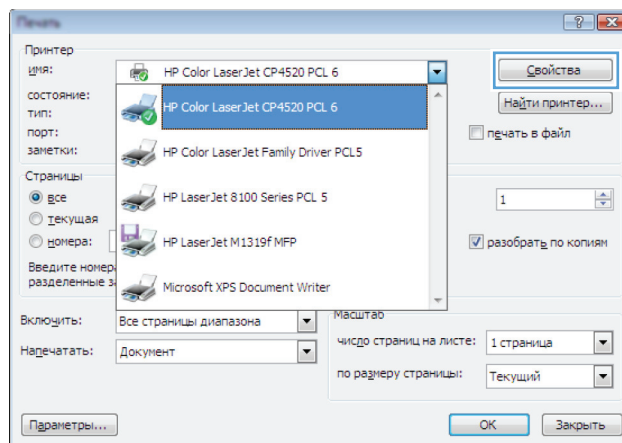 Печать
Принтер
имя:
HP Color LaserJet CP4520 PCL 6
Свойства
состояние:
HP Color LaserJet CP4520 PCL 6
Найти принтер...
тип:
порт:
HP Color LaserJet Family Driver PCL5
печать в файл
заметки:
Страницы
все
HP LaserJet 8100 Series PCL 5
1
текущая
номера:
HP LaserJet M1319f MFP
разобрать по копиям
Введите номер
разделенные з
Microsoft XPS Document Writer
Включить:
Все страницы диапазона
Масштаб
число страниц на листе:
1 страница
Напечатать:
Документ
по размеру страницы:
Текущий
Параметры...
ОК
Закрыть